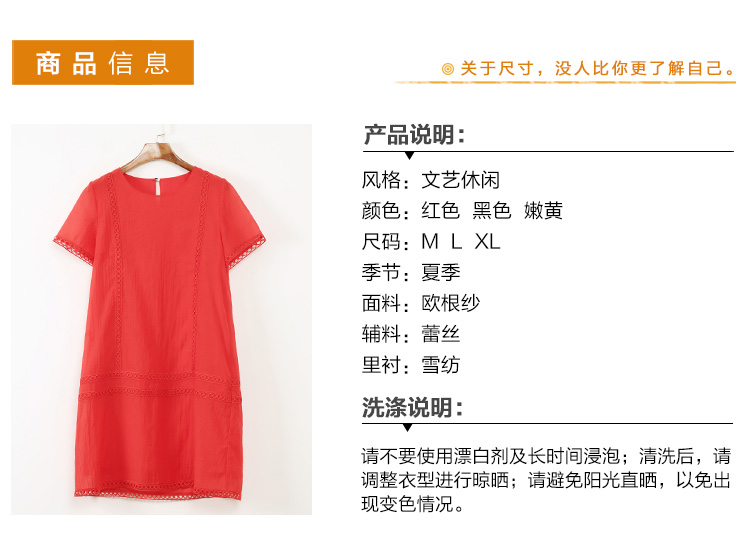 商品信息
◎关于尺寸，没人比你更了解自己。
产品说明：
风格：文艺休闲
颜色：红色 黑色 嫩黄
尺码：M L XL
季节：夏季
面料：欧根纱
辅料：蕾丝
里衬：雪纺
洗涤说明：
请不要使用漂白剂及长时间浸泡；清洗后，请
调整衣型进行晾晒；请避免阳光直晒，以免出
现变色情况。